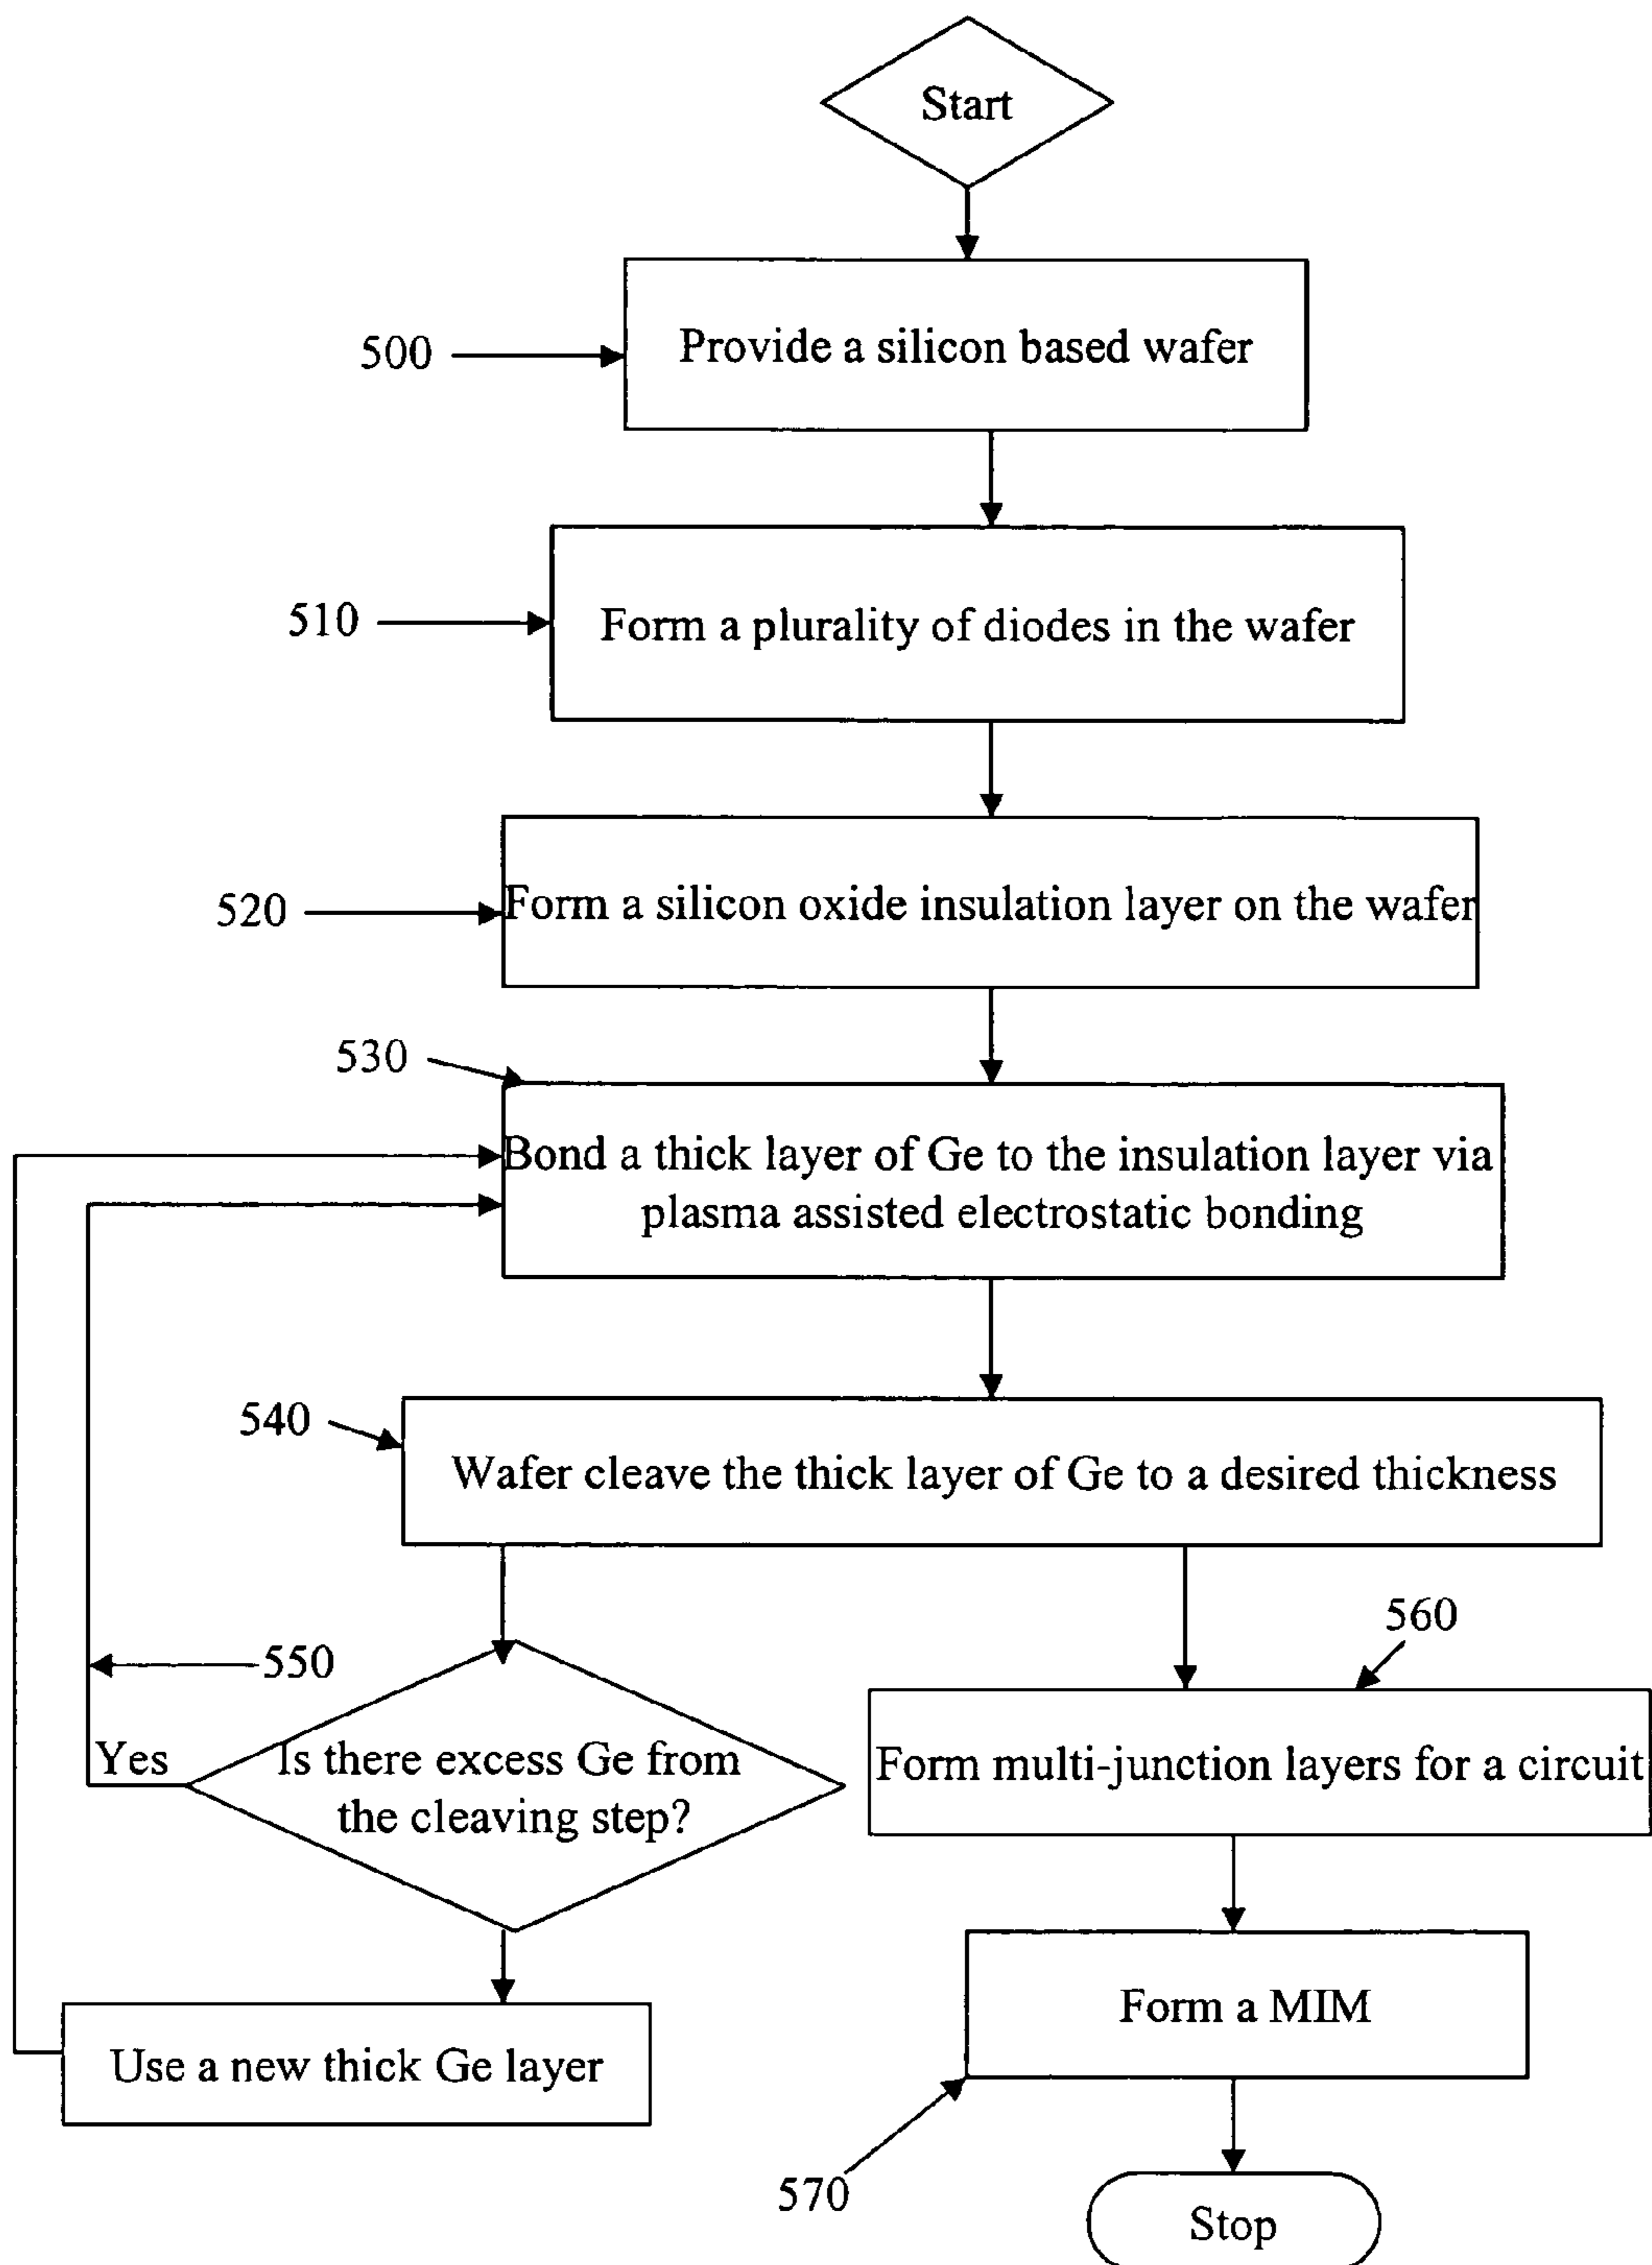 Start
500
Provide a silicon based wafer
510
Form a plurality of diodes in the wafer
520
Form a silicon oxide insulation layer on the wafer
530
Bond a thick layer of Ge to the insulation layer via
plasma assisted electrostatic bonding
540
Wafer cleave the thick layer of Ge to a desired thickness
550
Yes
Is there excess Ge from
the cleaving step?
560
Form multi-junction layers for a circuit
Use a new thick Ge layer
Form a MIM
570
Stop